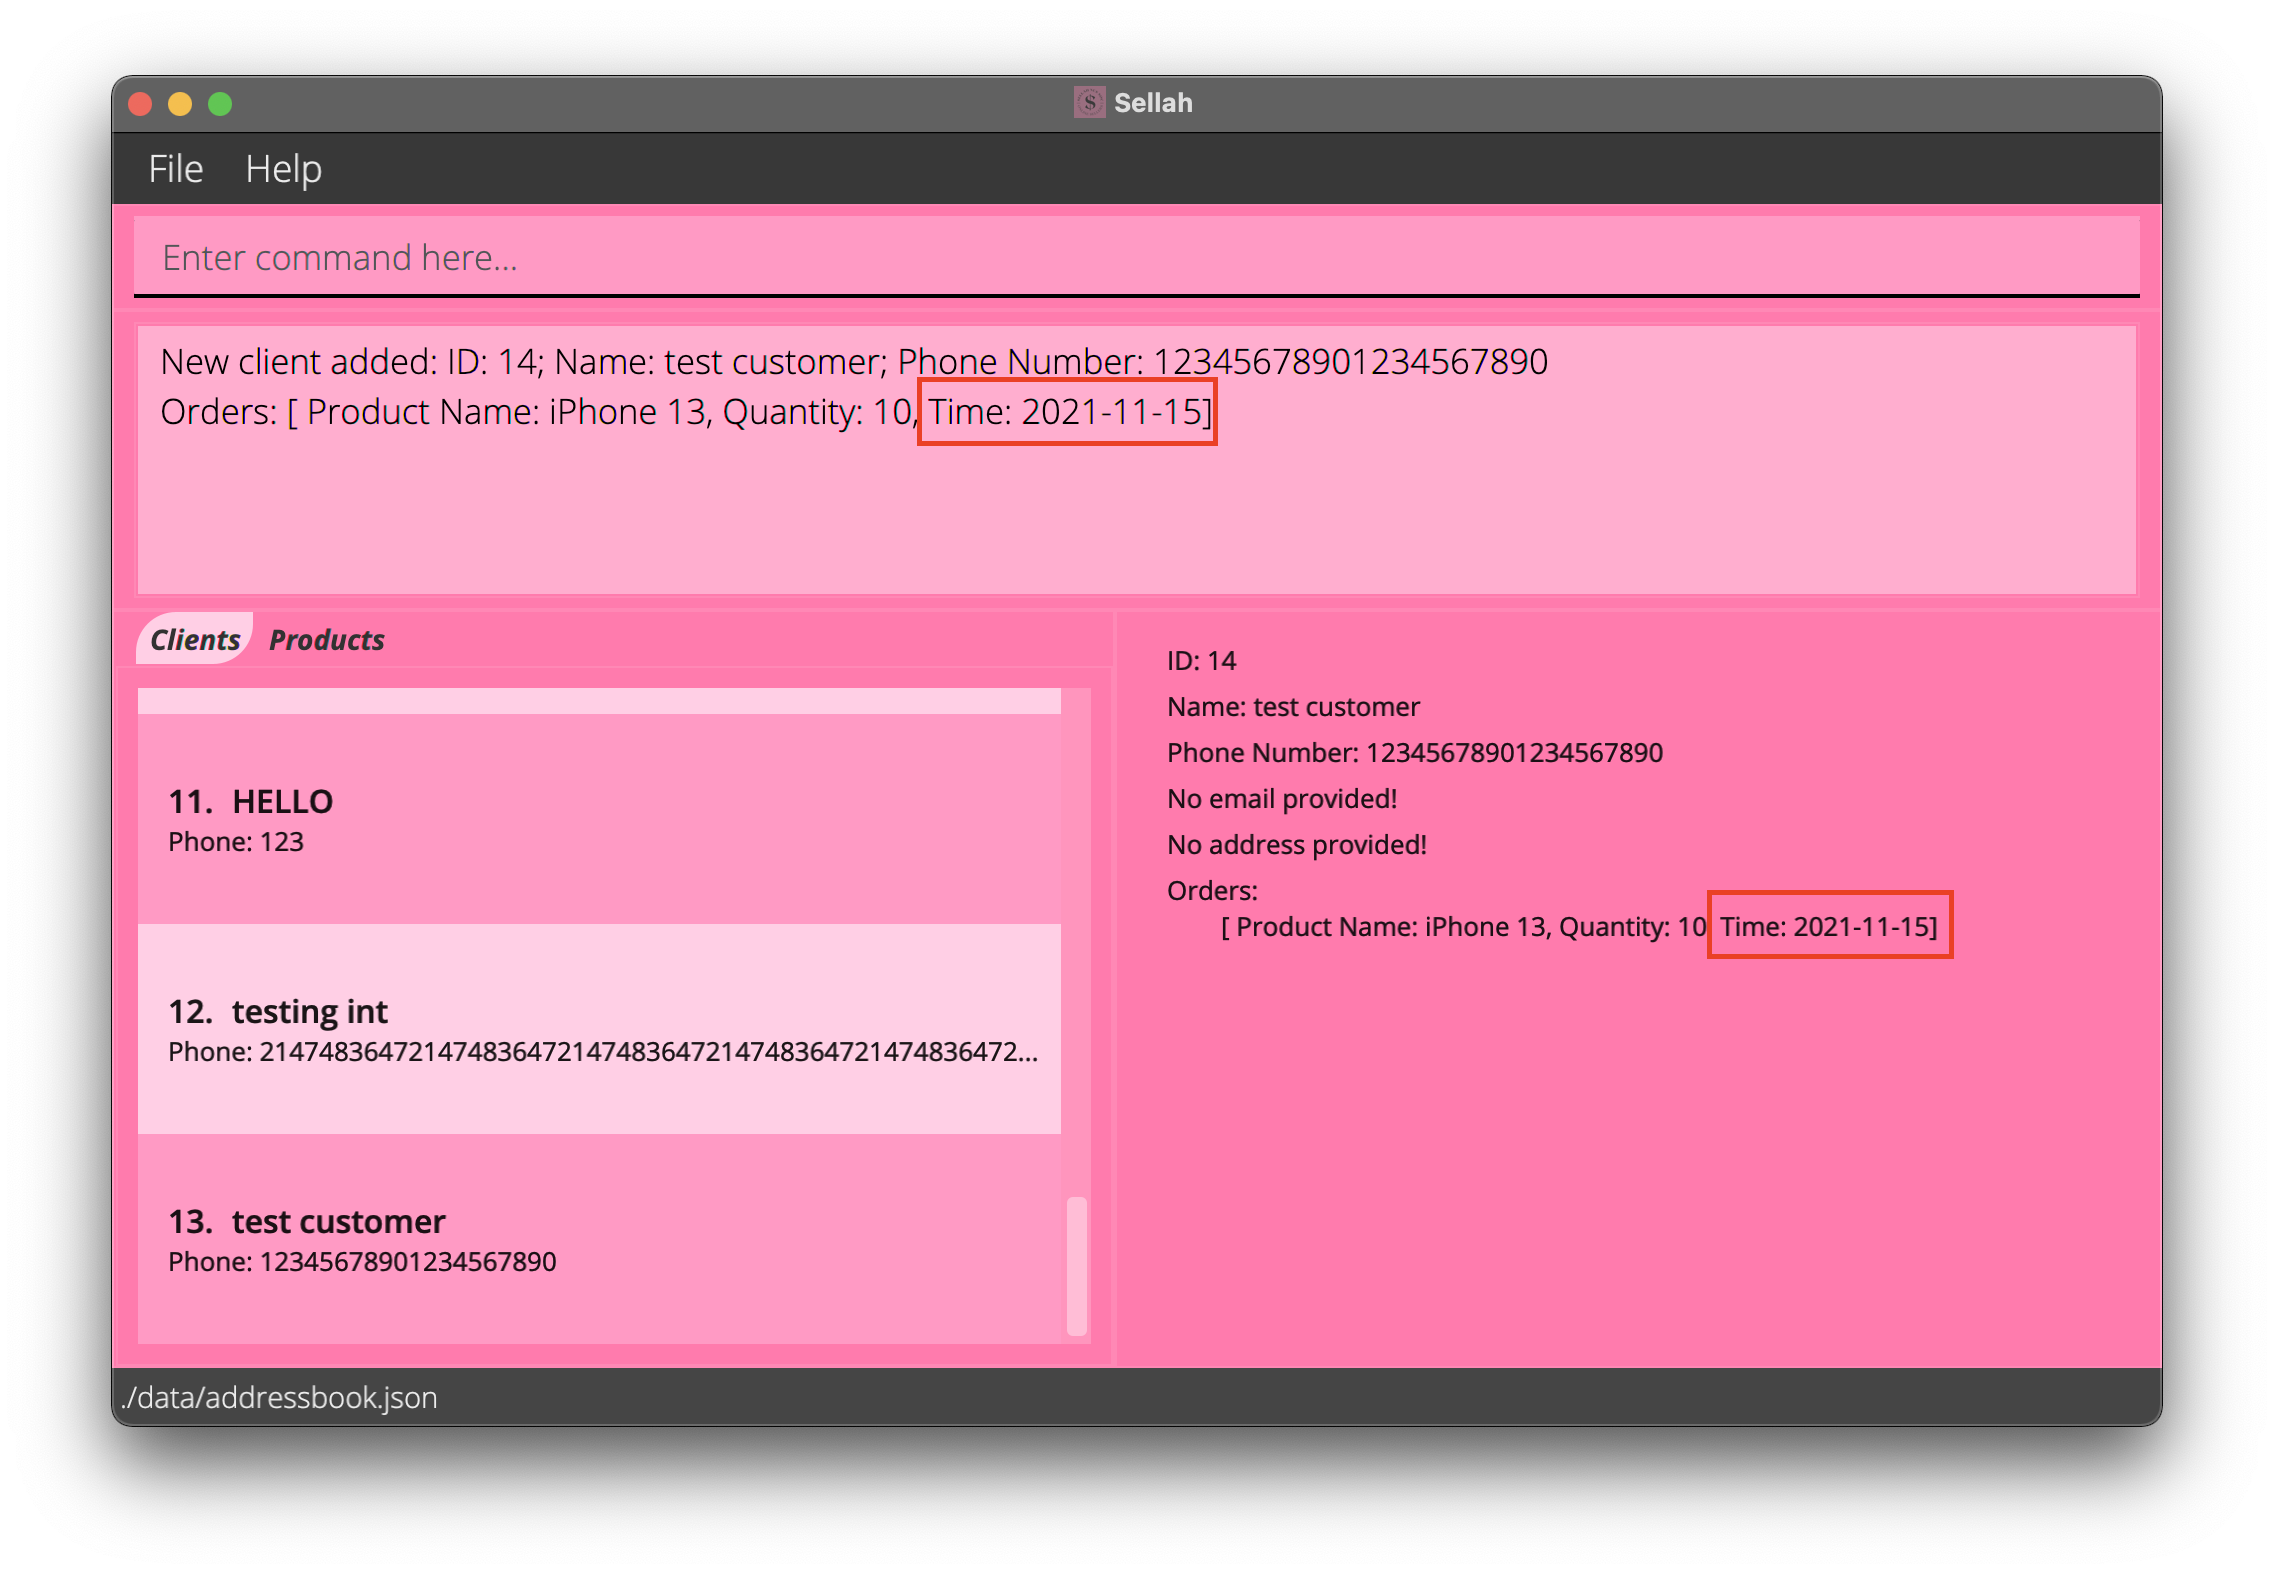 Sellah
File Help
Enter command here...
New client added: ID: 14; Name: test customer; Phone Number: 12345678901234567890
Orders: [ Product Name: iPhone 13, Quantity: 10, Time: 2021-11-15]
Clients Products
11. HELLO
Phone: 123
12. testing int
Phone: 21474836472147483647214748364721474836472147483647​2...
13. test customer
Phone: 12345678901234567890
ID: 14
Name: test customer
Phone Number: 12345678901234567890
No email provided!
No address provided!
Orders:
[ Product Name: iPhone 13, Quantity: 10 Time: 2021-11-15]
./data/addressbook.json